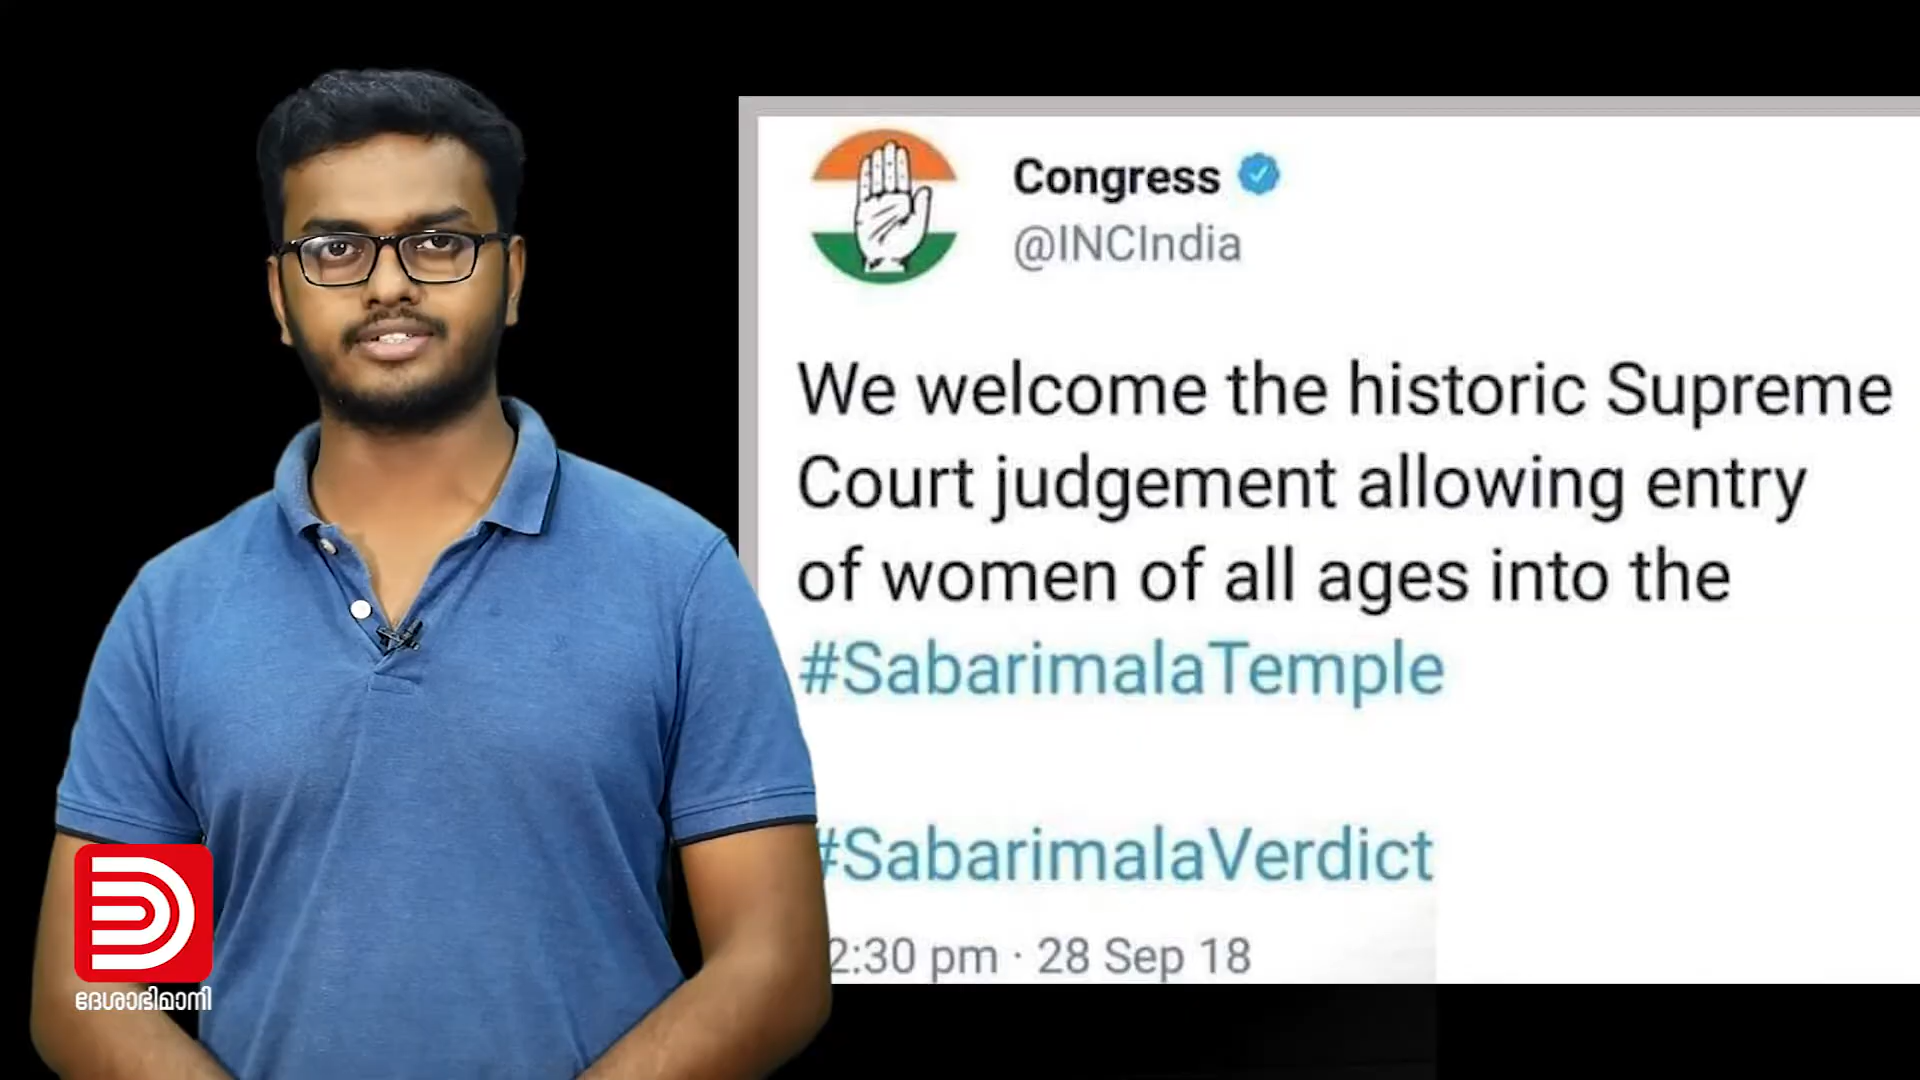 Congress
@INCIndia
We welcome the historic Supreme
Court judgement allowing entry
of women of all ages into the
#SabarimalaTemple
#SabarimalaVerdict
2:30 pm · 28 Sep 18
ദേശാഭിമാനി